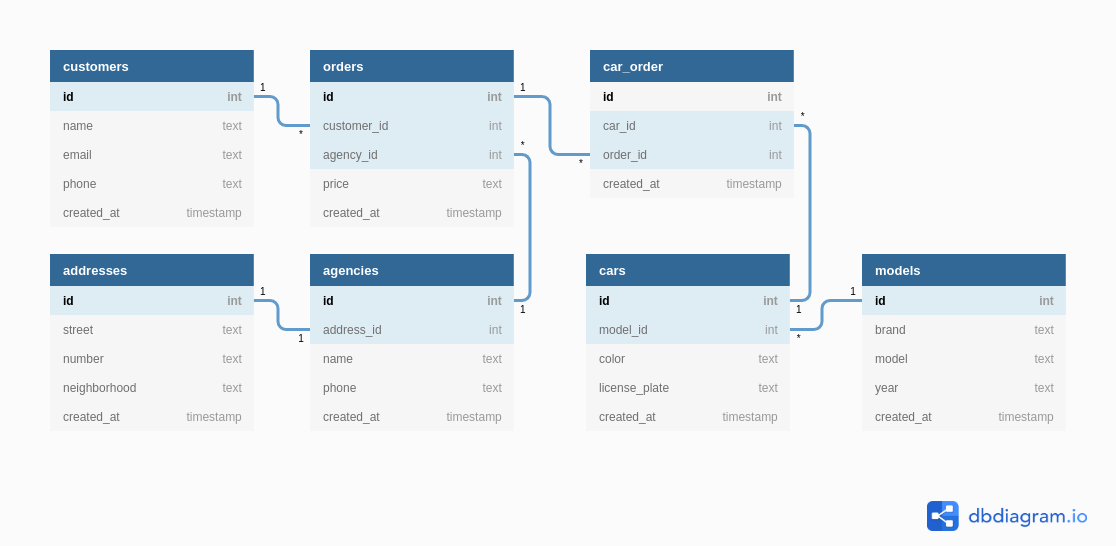 customers
id int
name text
email text
phone text
created_at timestamp
orders
id int
customer_id int
agency_id int
price text
created_at timestamp
car_order
id int
car_id int
order_id int
created_at timestamp
1
*
1
*
*
*
addresses
id int
street text
number text
neighborhood text
created_at timestamp
agencies
id int
address_id int
name text
phone text
created_at timestamp
cars
id int
model_id int
color text
license_plate text
created_at timestamp
models
id int
brand text
model text
year text
created_at timestamp
1
1
1
1
*
1
dbdiagram.io